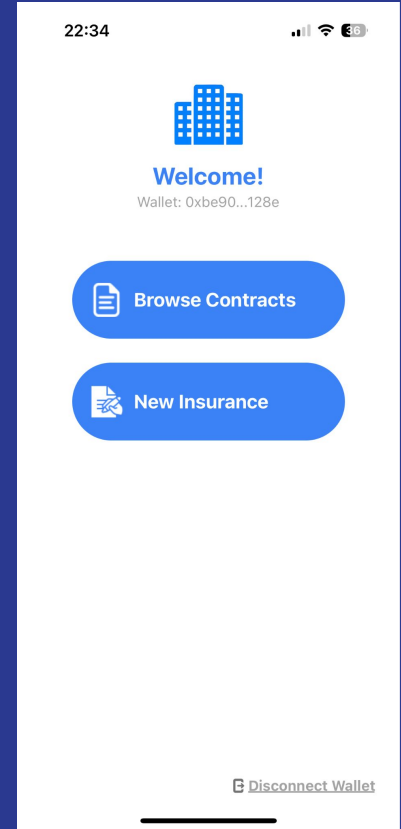 22:34
36
Welcome!
Wallet: 0xbe90...128e
Browse Contracts
New Insurance
Disconnect Wallet